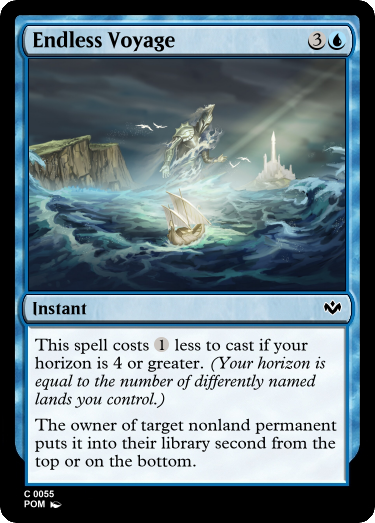 Endless Voyage 3
Instant
This spell costs 1 less to cast if your
horizon is 4 or greater. (Your horizon is
equal to the number of differently named
lands you control.)
The owner of target nonland permanent
puts it into their library second from the
top or on the bottom.
C 0055
POM